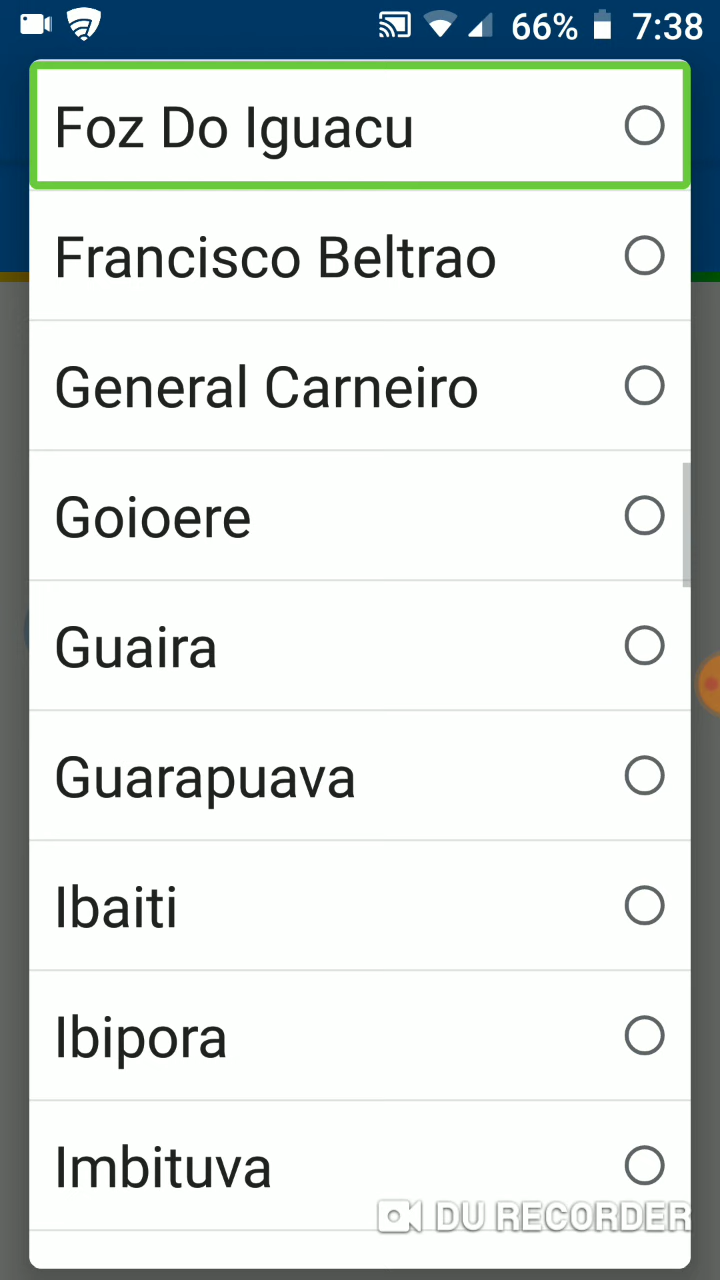 66% 7:38
Foz Do Iguacu
Francisco Beltrao
General Carneiro
Goioere
Guaira
Guarapuava
Ibaiti
Ibipora
Imbituva
DU RECORDER